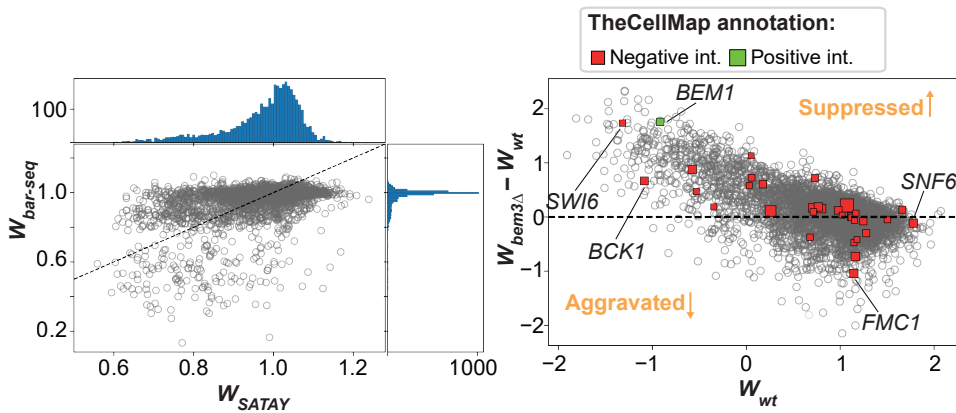 TheCellMap annotation:
Negative int.
Positive int.
100
W_bar-seq
1.0
0.6
0.2
0.6
0.8
1.0
1.2
W_SATAY
1000
W_bem3Δ – W_wt
2
1
0
−1
−2
BEM1
Suppressed↑
SWI6
BCK1
SNF6
Aggravated↓
FMC1
−2
−1
0
1
2
W_wt